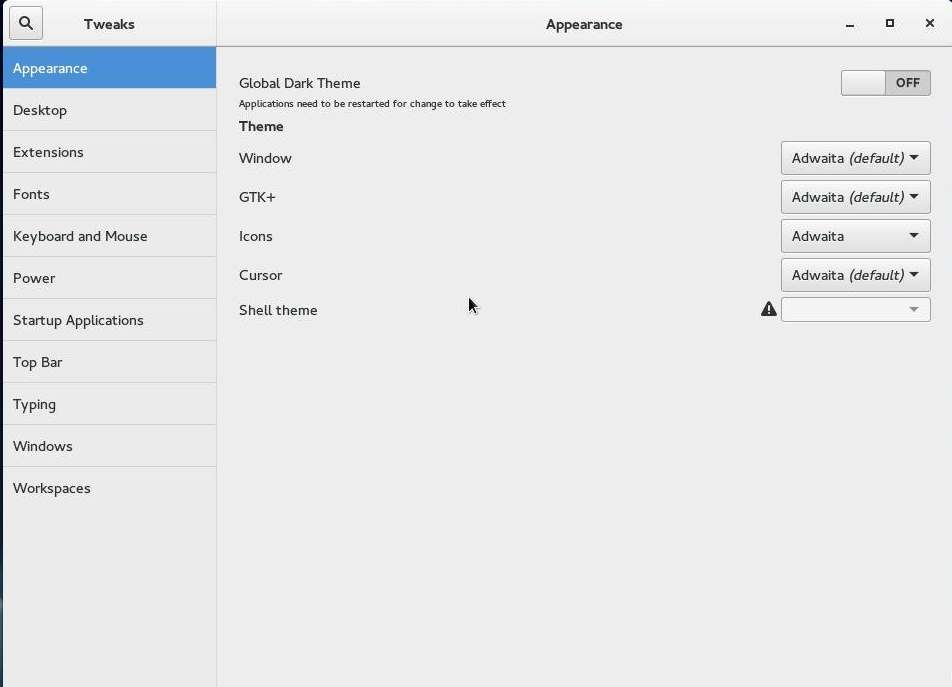 Tweaks
Appearance
Appearance
Desktop
Extensions
Fonts
Keyboard and Mouse
Power
Startup Applications
Top Bar
Typing
Windows
Workspaces
Global Dark Theme
OFF
Applications need to be restarted for change to take effect
Theme
Window
Adwaita (default)
GTK+
Adwaita (default)
Icons
Adwaita
Cursor
Adwaita (default)
Shell theme